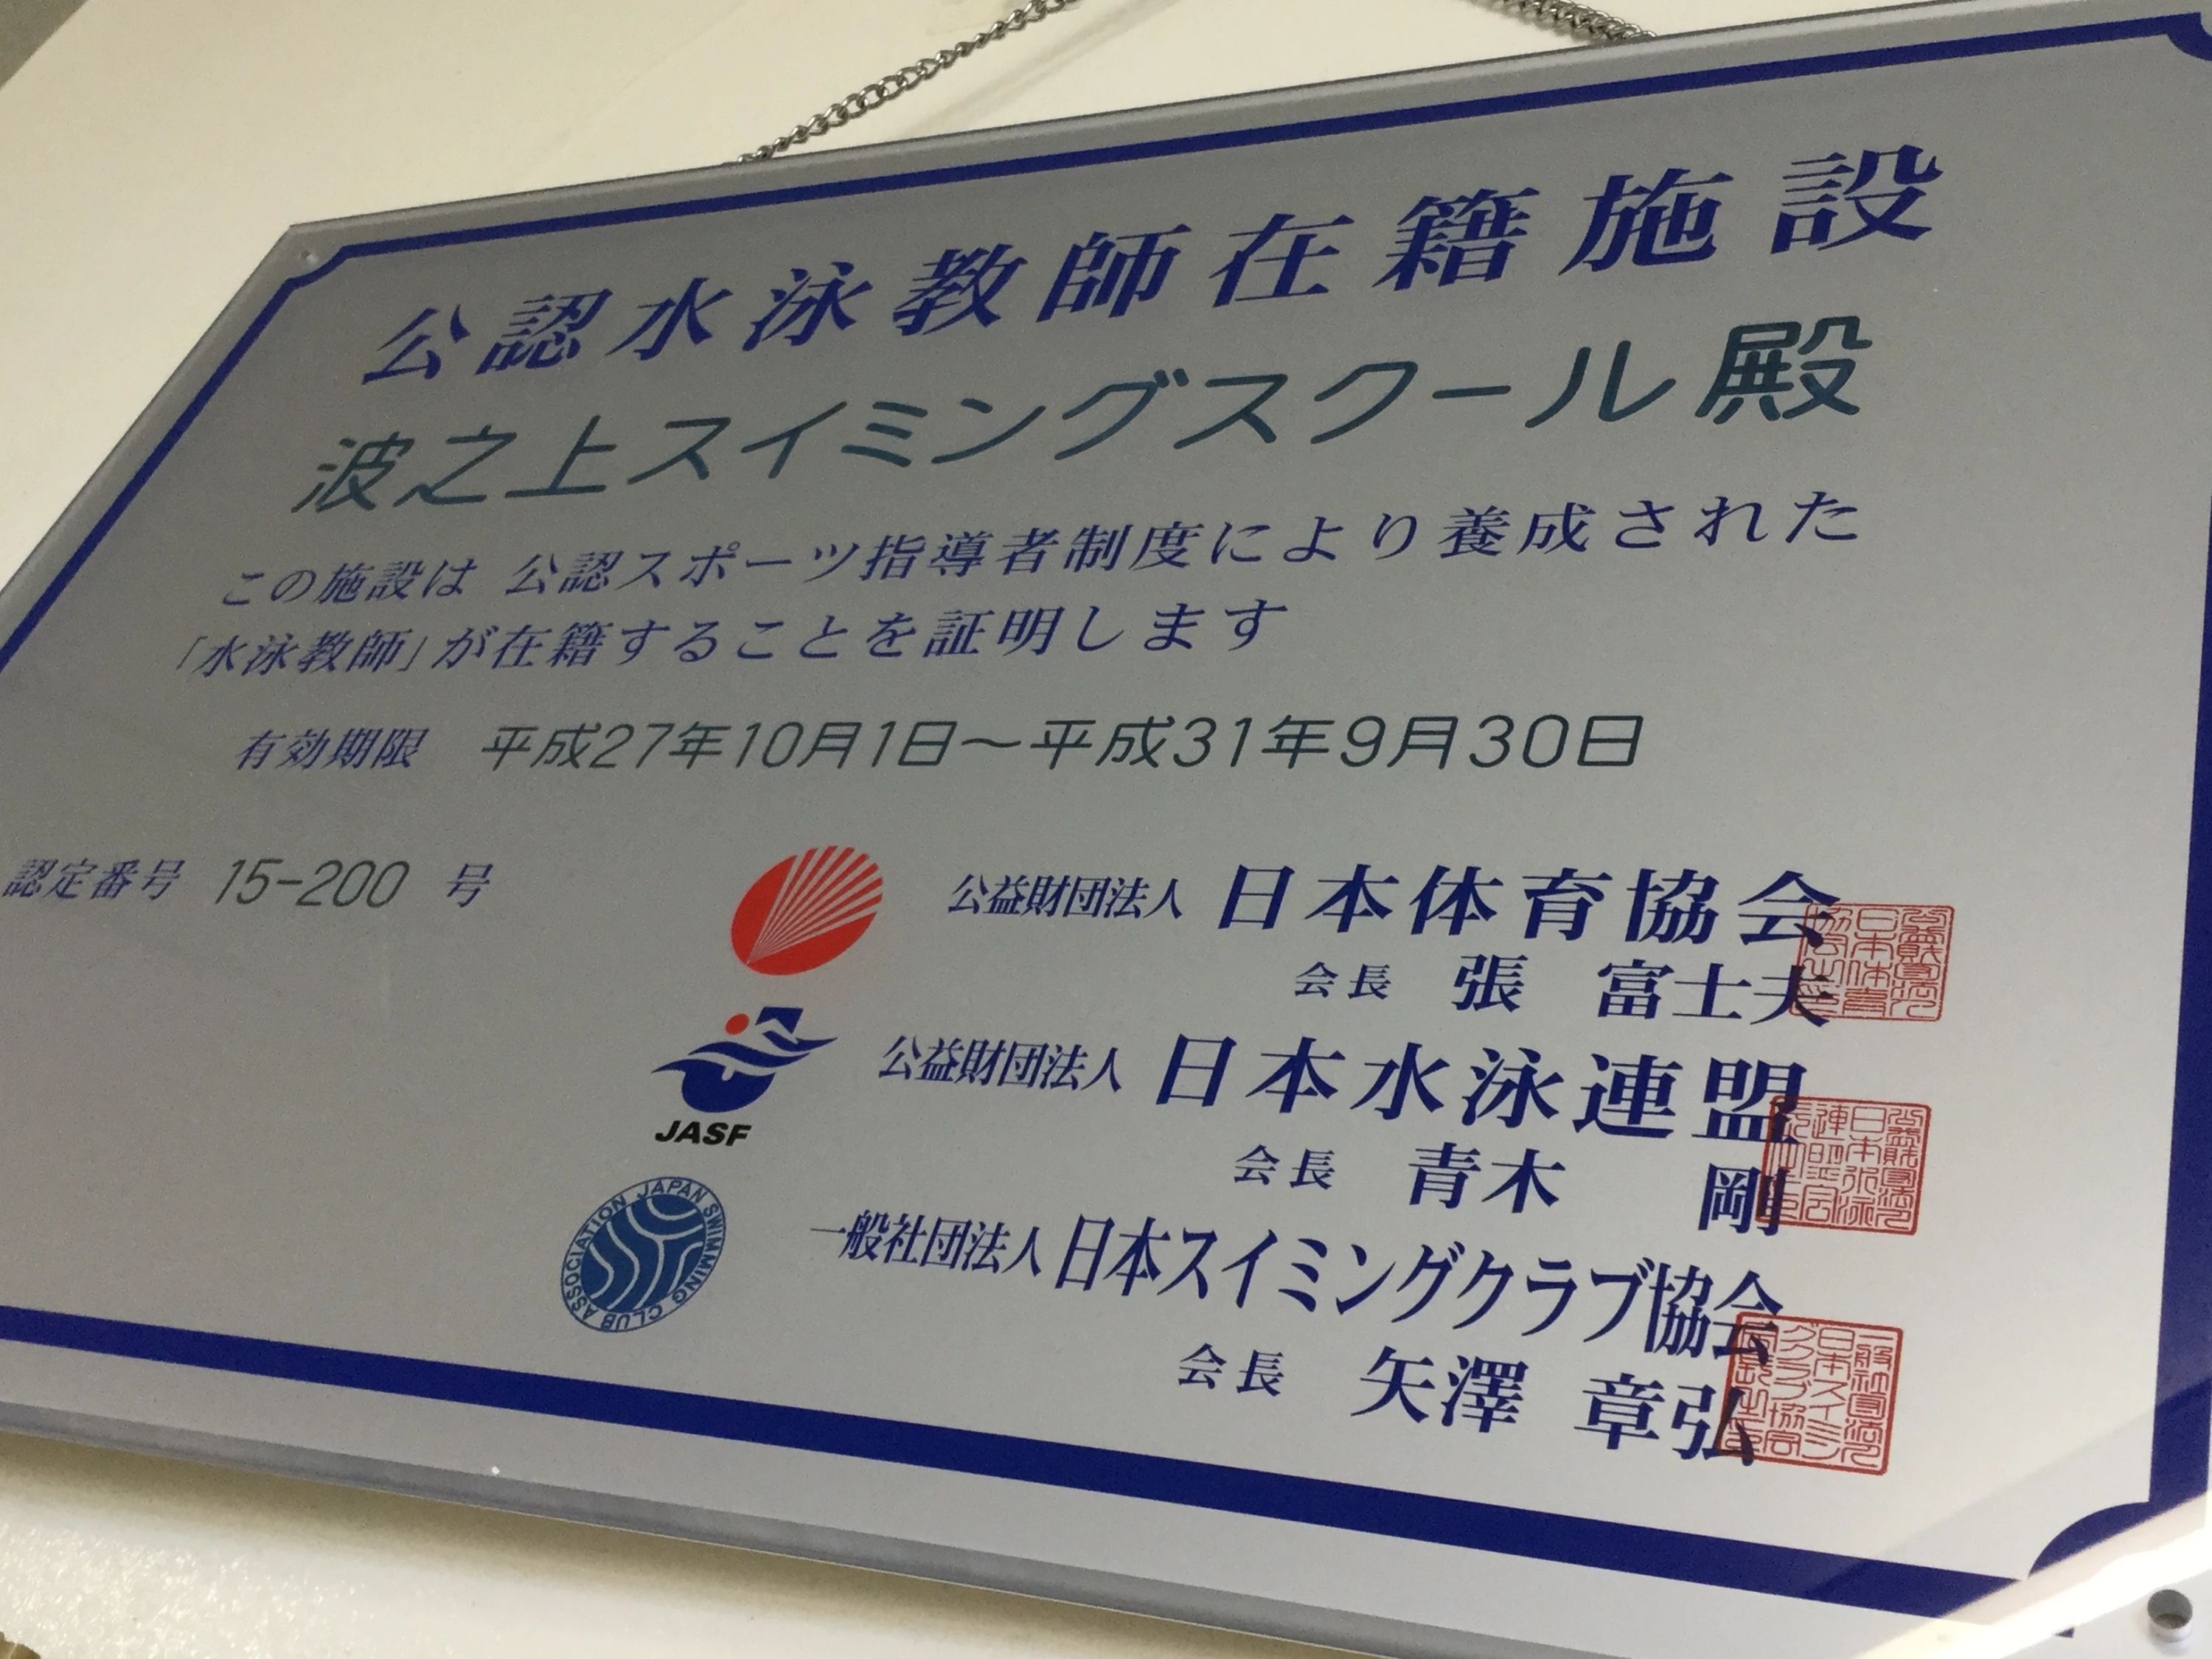 公認水泳教師在籍施設
波之上スイミングスクール殿
この施設は 公認スポーツ指導者制度により養成された
「水泳教師」が在籍することを証明します
有効期限 平成27年10月1日～平成31年9月30日
認定番号 15-200 号
公益財団法人 日本体育協会
会長 張 富士夫
JASF
公益財団法人 日本水泳連盟
会長 青木 剛
JAPAN SWIMMING CLUB ASSOCIATION
一般社団法人 日本スイミングクラブ協会
会長 矢澤 章弘